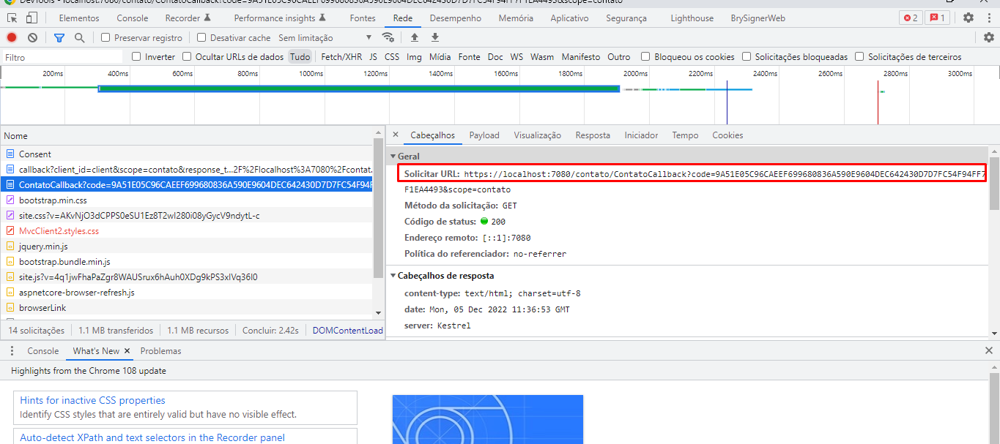 DevTools - localhost:7080/contato/ContatoCallback?code=9A51E05C96CAEEF699680836A590E9604DEC642430D7D7FC54F94FF7F1EA4493&scope=contato
Elementos Console Recorder Performance insights Fontes Rede Desempenho Memória Aplicativo Segurança Lighthouse BrySignerWeb 2 1
Preservar registro Desativar cache Sem limitação
Filtro Inverter Ocultar URLs de dados Tudo Fetch/XHR JS CSS Img Mídia Fonte Doc WS Wasm Manifesto Outro Bloqueou os cookies Solicitações bloqueadas Solicitações de terceiros
200ms 400ms 600ms 800ms 1000ms 1200ms 1400ms 1600ms 1800ms 2000ms 2200ms 2400ms 2600ms 2800ms 3000ms
Nome
Consent
callback?client_id=client&scope=contato&response_t...2F%2Flocalhost%3A7080%2Fcontat.
ContatoCallback?code=9A51E05C96CAEEF699680836A590E9604DEC642430D7D7FC54F94F
bootstrap.min.css
site.css?v=AKvNjO3dCPPS0eSU1Ez8T2wI280i08yGycV9ndytL-c
MvcClient2.styles.css
jquery.min.js
bootstrap.bundle.min.js
site.js?v=4q1jwFhaPaZgr8WAUSrux6hAuh0XDg9kPS3xIVq36I0
aspnetcore-browser-refresh.js
browserLink
14 solicitações 1.1 MB transferidos 1.1 MB recursos Concluir: 2.42s DOMContentLoad
Cabeçalhos Payload Visualização Resposta Iniciador Tempo Cookies
Geral
Solicitar URL: https://localhost:7080/contato/ContatoCallback?code=9A51E05C96CAEEF699680836A590E9604DEC642430D7D7FC54F94FF7
F1EA4493&scope=contato
Método da solicitação: GET
Código de status: 200
Endereço remoto: [::1]:7080
Política do referenciador: no-referrer
Cabeçalhos de resposta
content-type: text/html; charset=utf-8
date: Mon, 05 Dec 2022 11:36:53 GMT
server: Kestrel
Console What's New Problemas
Highlights from the Chrome 108 update
Hints for inactive CSS properties
Identify CSS styles that are entirely valid but have no visible effect.
Auto-detect XPath and text selectors in the Recorder panel